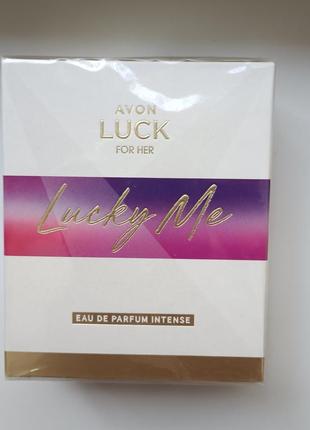 AVON
LUCK
FOR HER
Lucky Me
EAU DE PARFUM INTENSE